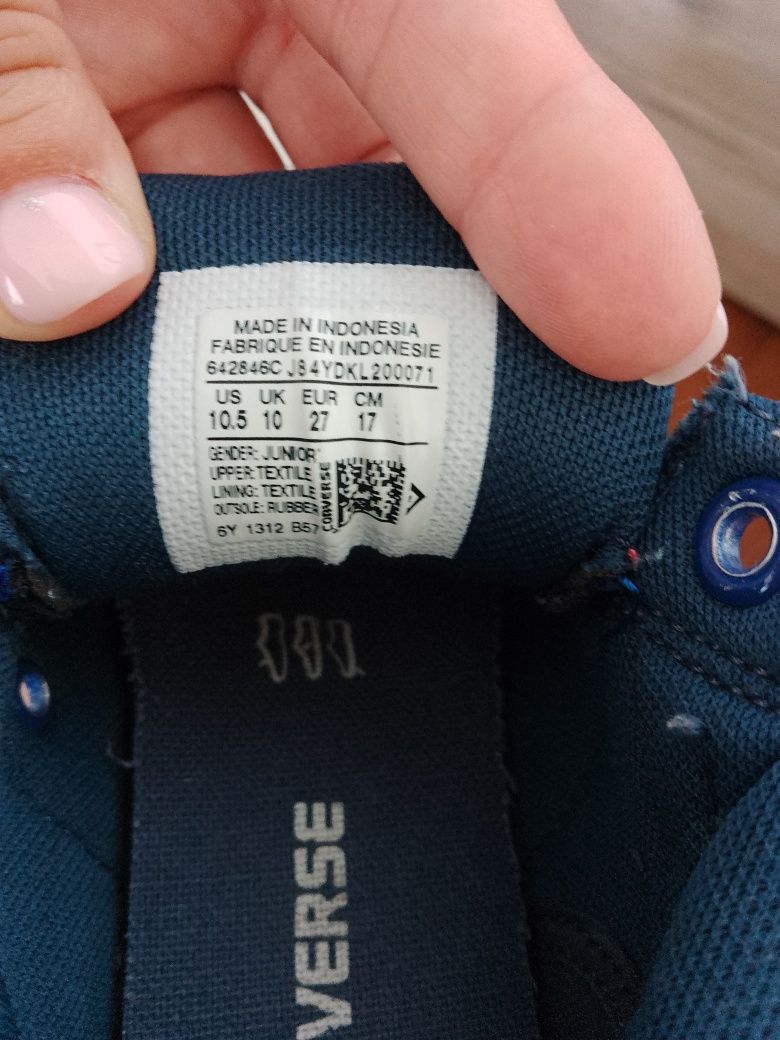 MADE IN INDONESIA
FABRIQUE EN INDONESIE
642846C J84YDKL200071
US UK EUR CM
10.5 10 27 17
GENDER: JUNIOR
UPPER: TEXTILE
LINING: TEXTILE
OUTSOLE: RUBBER
CONVERSE
6Y 1312 B57
VERSE